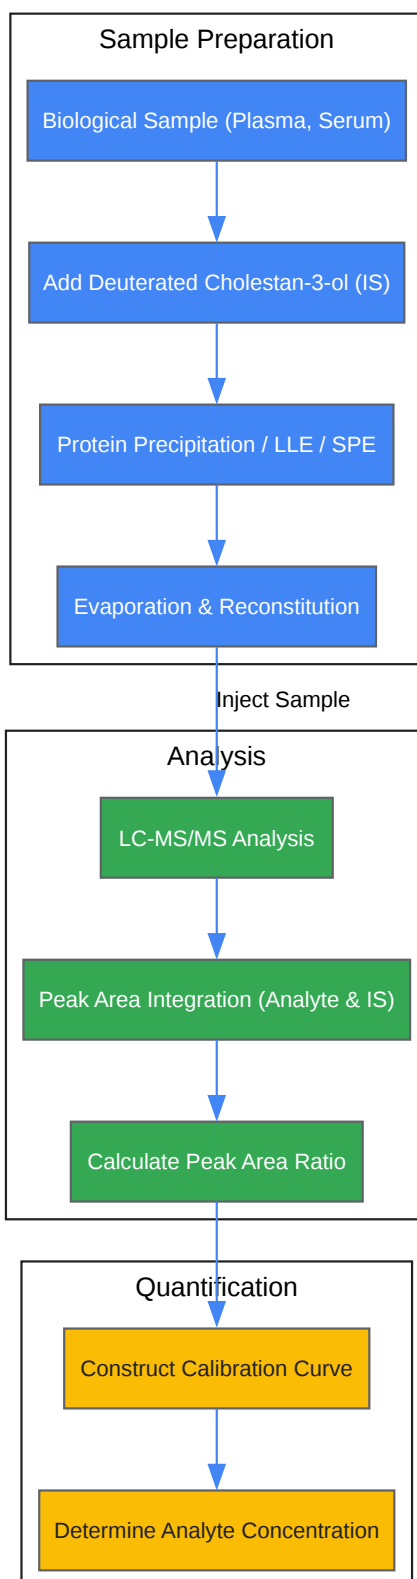 Sample Preparation
Biological Sample (Plasma, Serum)
Add Deuterated Cholestan-3-ol (IS)
Protein Precipitation / LLE / SPE
Evaporation & Reconstitution
Inject Sample
Analysis
LC-MS/MS Analysis
Peak Area Integration (Analyte & IS)
Calculate Peak Area Ratio
Quantification
Construct Calibration Curve
Determine Analyte Concentration